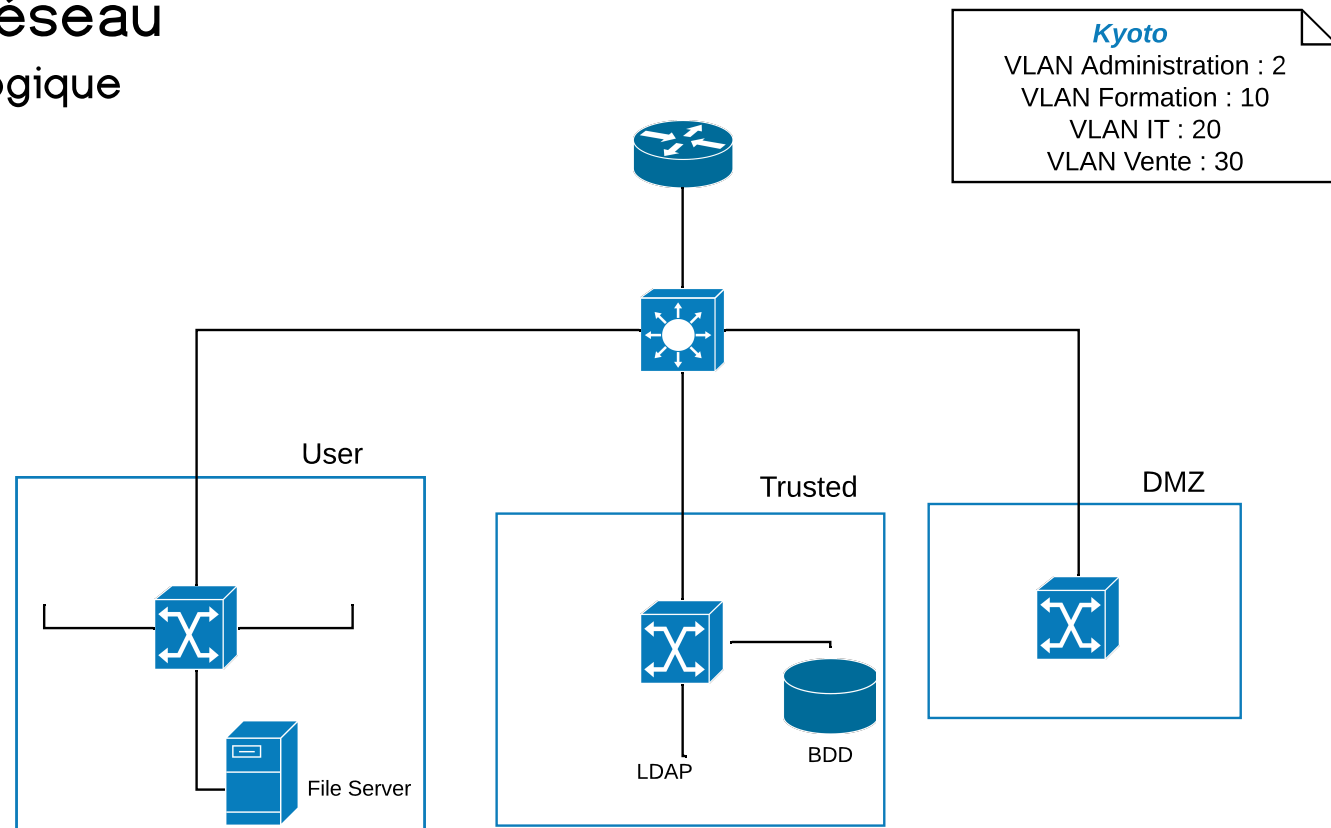 éseau
ogique
Kyoto
VLAN Administration : 2
VLAN Formation : 10
VLAN IT : 20
VLAN Vente : 30
User
Trusted
DMZ
File Server
LDAP
BDD